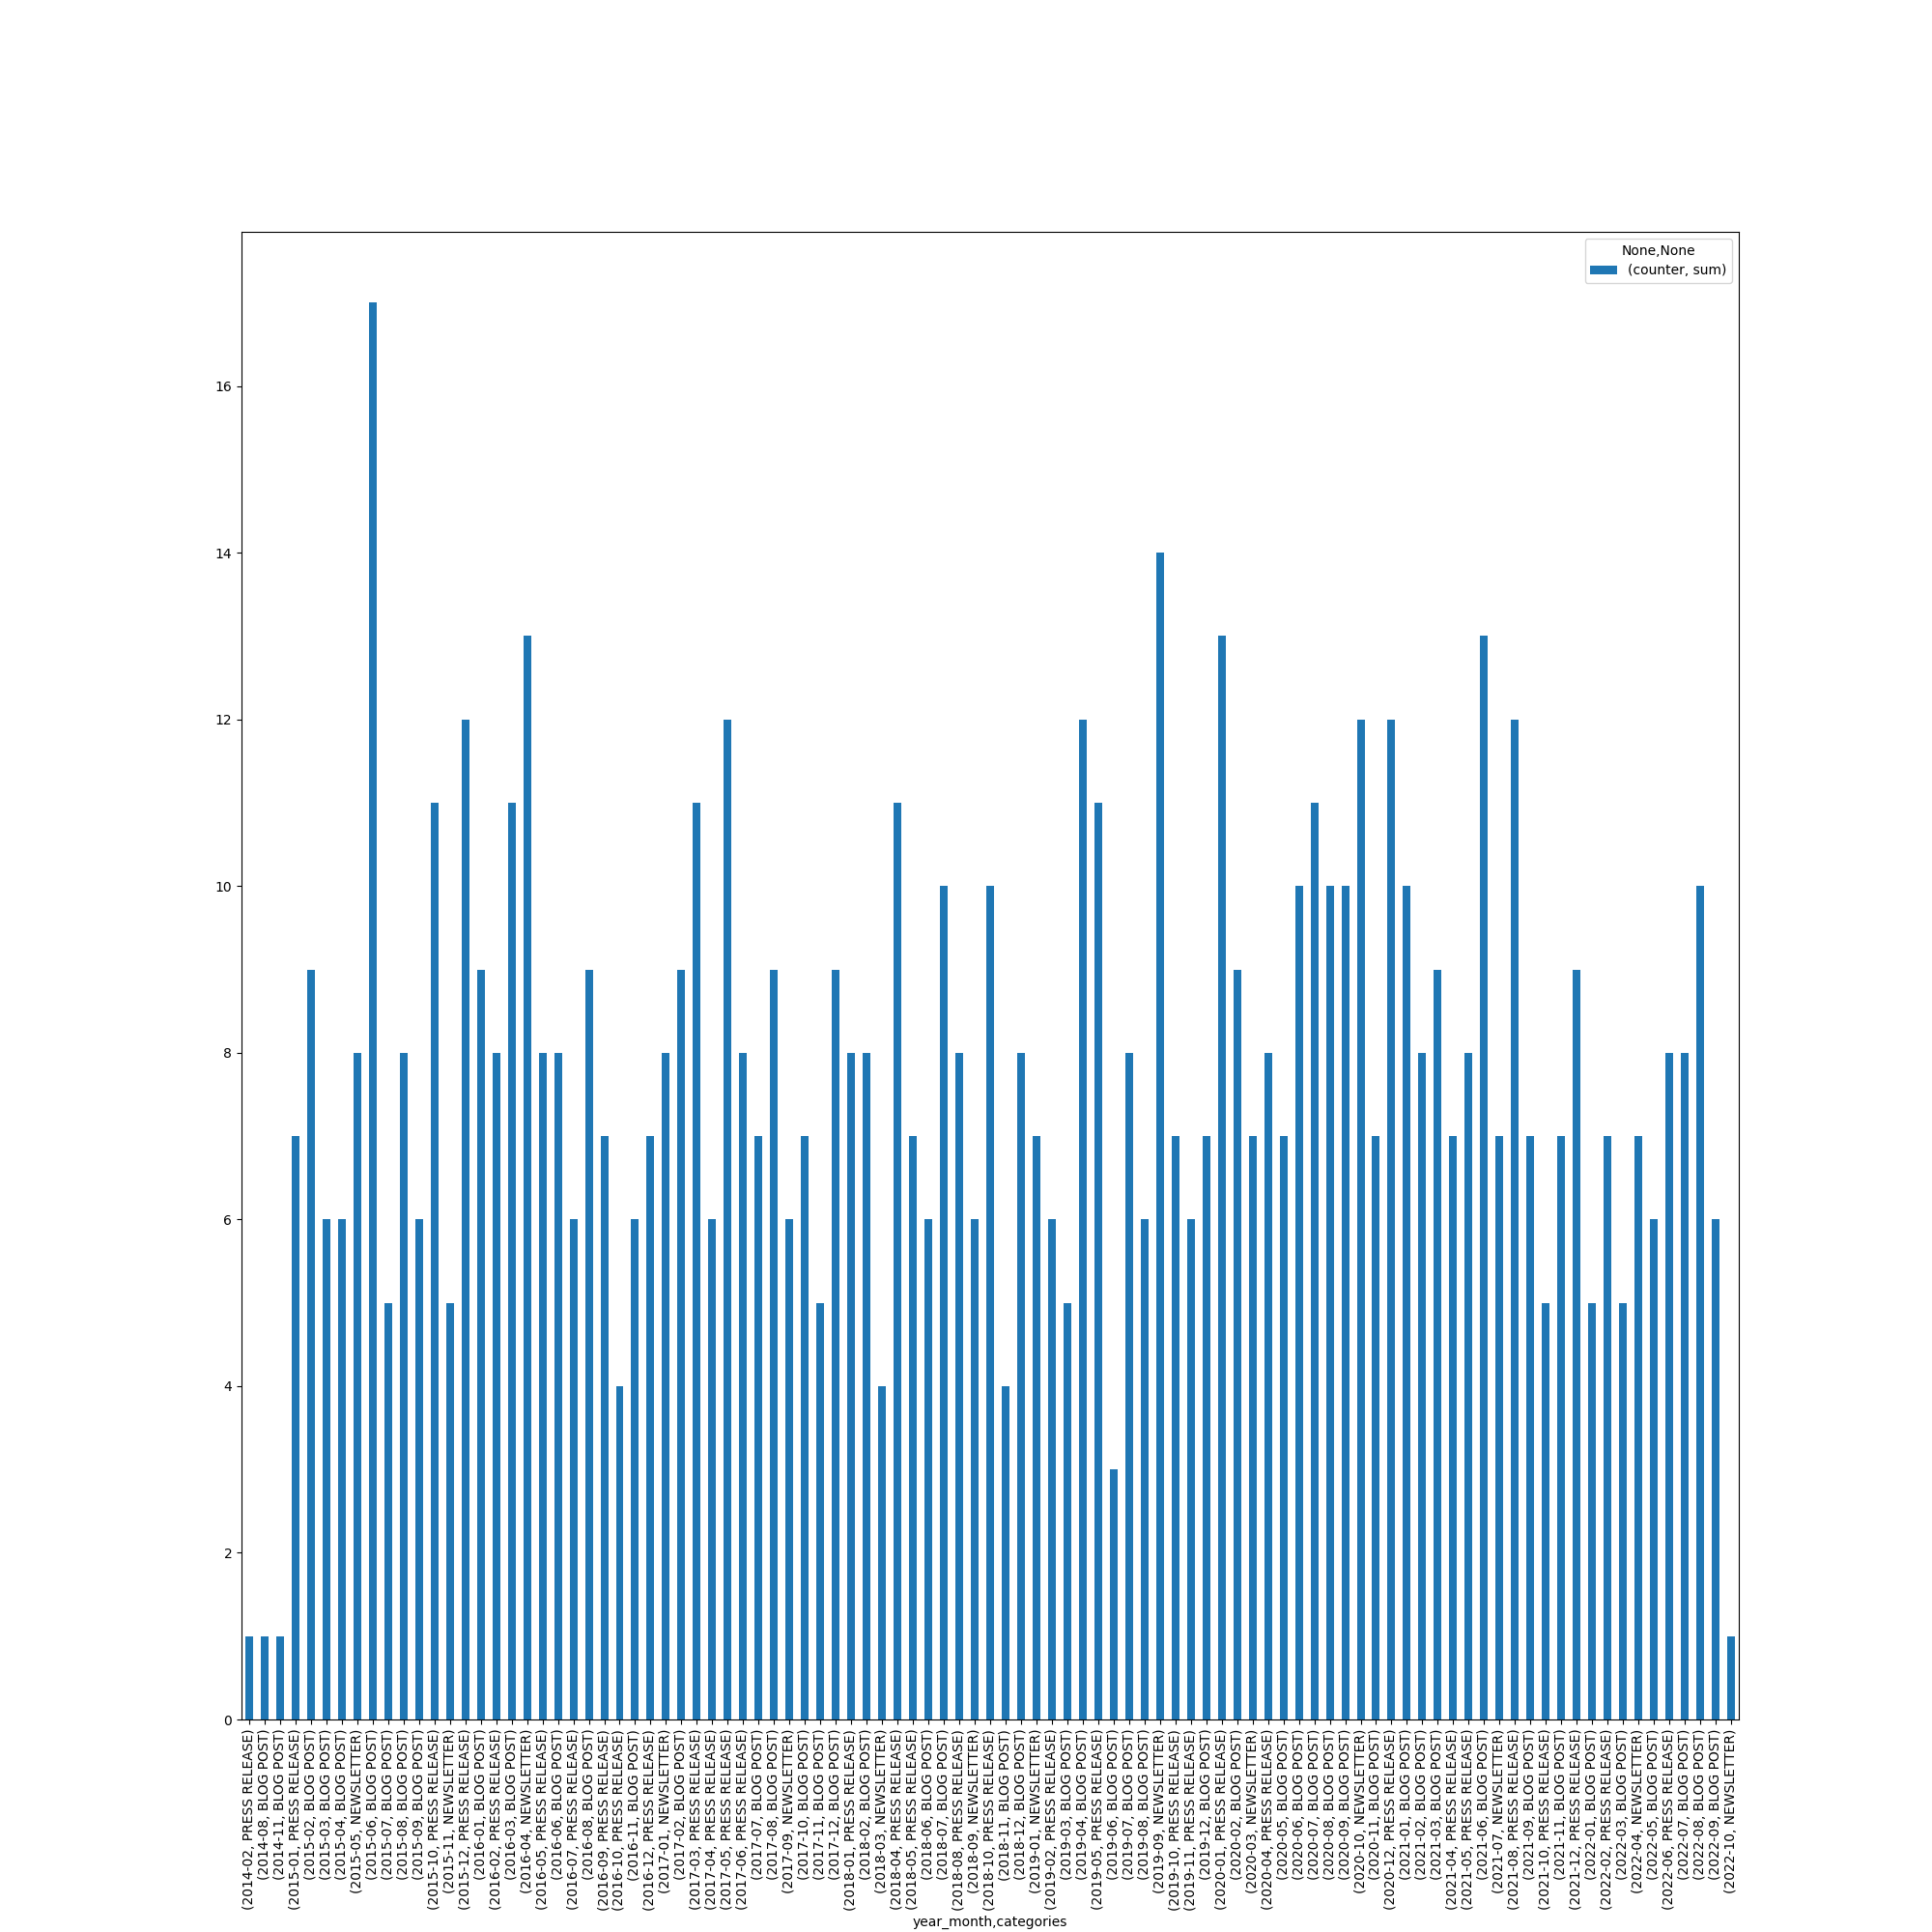 None,None
(counter, sum)
16
14
12
10
8
6
4
2
0
(2014-02, PRESS RELEASE)
(2014-08, BLOG POST)
(2014-11, BLOG POST)
(2015-01, PRESS RELEASE)
(2015-02, BLOG POST)
(2015-03, BLOG POST)
(2015-04, BLOG POST)
(2015-05, NEWSLETTER)
(2015-06, BLOG POST)
(2015-07, BLOG POST)
(2015-08, BLOG POST)
(2015-09, BLOG POST)
(2015-10, PRESS RELEASE)
(2015-11, NEWSLETTER)
(2015-12, PRESS RELEASE)
(2016-01, BLOG POST)
(2016-02, PRESS RELEASE)
(2016-03, BLOG POST)
(2016-04, NEWSLETTER)
(2016-05, PRESS RELEASE)
(2016-06, BLOG POST)
(2016-07, PRESS RELEASE)
(2016-08, BLOG POST)
(2016-09, PRESS RELEASE)
(2016-10, PRESS RELEASE)
(2016-11, BLOG POST)
(2016-12, PRESS RELEASE)
(2017-01, NEWSLETTER)
(2017-02, BLOG POST)
(2017-03, PRESS RELEASE)
(2017-04, PRESS RELEASE)
(2017-05, PRESS RELEASE)
(2017-06, PRESS RELEASE)
(2017-07, BLOG POST)
(2017-08, BLOG POST)
(2017-09, NEWSLETTER)
(2017-10, BLOG POST)
(2017-11, BLOG POST)
(2017-12, BLOG POST)
(2018-01, PRESS RELEASE)
(2018-02, BLOG POST)
(2018-03, NEWSLETTER)
(2018-04, PRESS RELEASE)
(2018-05, PRESS RELEASE)
(2018-06, BLOG POST)
(2018-07, BLOG POST)
(2018-08, PRESS RELEASE)
(2018-09, NEWSLETTER)
(2018-10, PRESS RELEASE)
(2018-11, BLOG POST)
(2018-12, BLOG POST)
(2019-01, NEWSLETTER)
(2019-02, PRESS RELEASE)
(2019-03, BLOG POST)
(2019-04, BLOG POST)
(2019-05, PRESS RELEASE)
(2019-06, BLOG POST)
(2019-07, BLOG POST)
(2019-08, BLOG POST)
(2019-09, NEWSLETTER)
(2019-10, PRESS RELEASE)
(2019-11, PRESS RELEASE)
(2019-12, BLOG POST)
(2020-01, PRESS RELEASE)
(2020-02, BLOG POST)
(2020-03, NEWSLETTER)
(2020-04, PRESS RELEASE)
(2020-05, BLOG POST)
(2020-06, BLOG POST)
(2020-07, BLOG POST)
(2020-08, BLOG POST)
(2020-09, BLOG POST)
(2020-10, NEWSLETTER)
(2020-11, BLOG POST)
(2020-12, PRESS RELEASE)
(2021-01, BLOG POST)
(2021-02, BLOG POST)
(2021-03, BLOG POST)
(2021-04, PRESS RELEASE)
(2021-05, PRESS RELEASE)
(2021-06, BLOG POST)
(2021-07, NEWSLETTER)
(2021-08, PRESS RELEASE)
(2021-09, BLOG POST)
(2021-10, PRESS RELEASE)
(2021-11, BLOG POST)
(2021-12, PRESS RELEASE)
(2022-01, BLOG POST)
(2022-02, PRESS RELEASE)
(2022-03, BLOG POST)
(2022-04, NEWSLETTER)
(2022-05, BLOG POST)
(2022-06, PRESS RELEASE)
(2022-07, BLOG POST)
(2022-08, BLOG POST)
(2022-09, BLOG POST)
(2022-10, NEWSLETTER)
year_month,categories